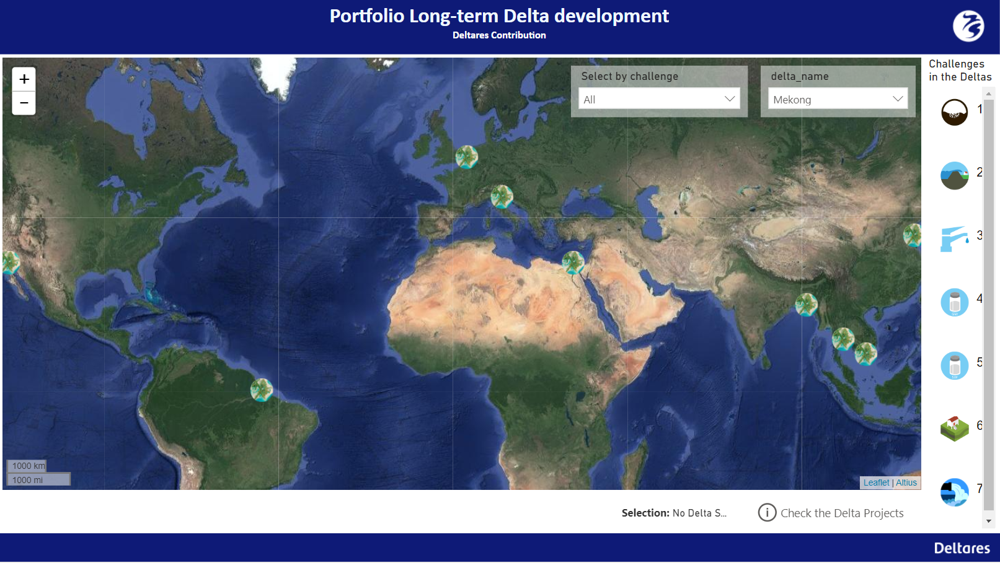 Portfolio Long-term Delta development
Deltares Contribution
+
−
Select by challenge
All
delta_name
Mekong
Challenges
in the Deltas
1
2
3
4
5
6
7
1000 km
1000 mi
Leaflet | Altius
Selection: No Delta S...
Check the Delta Projects
Deltares